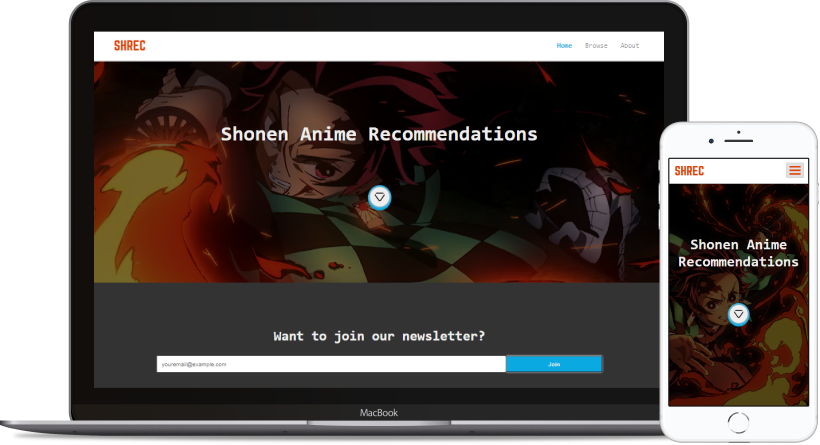 SHREC
Home Browse About
Shonen Anime Recommendations
Want to join our newsletter?
youremail@example.com
Join
MacBook
SHREC
Shonen Anime
Recommendations